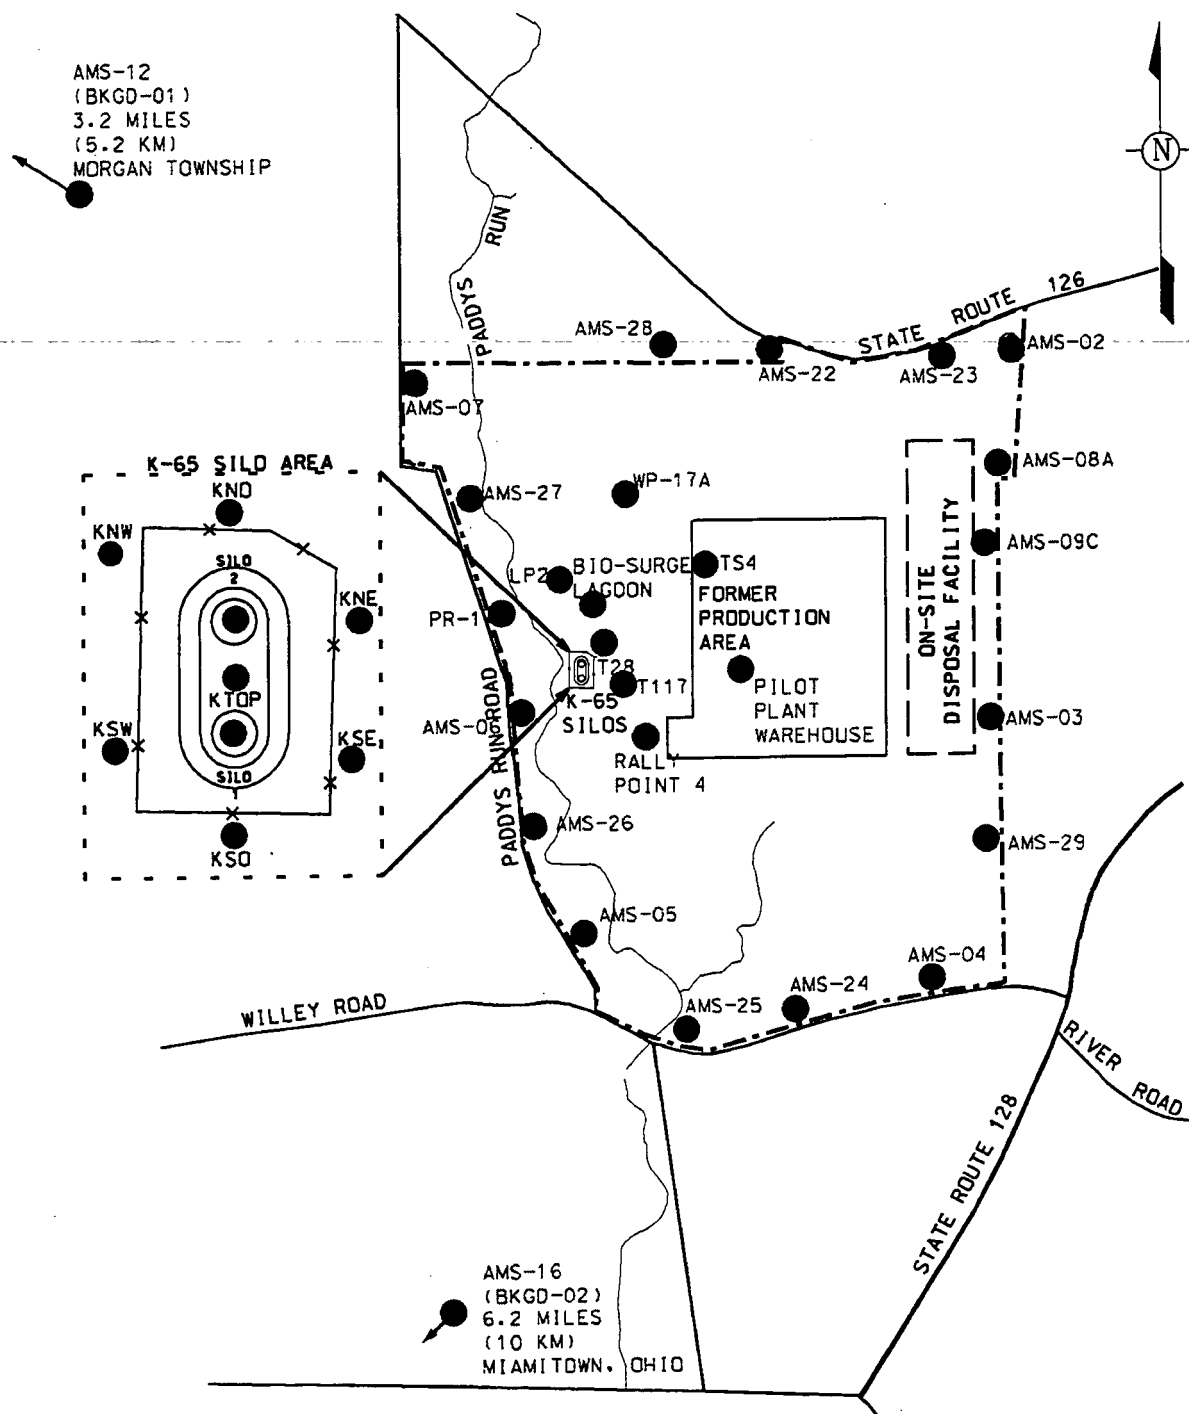 AMS-12
(BKGD-01)
3.2 MILES
(5.2 KM)
MORGAN TOWNSHIP
N
PADDYS RUN
STATE ROUTE 126
AMS-28
AMS-22
AMS-23
AMS-02
AMS-07
K-65 SILO AREA
KNO
KNW
SILO
2
KNE
KTOP
KSW
KSE
SILO
1
KSO
AMS-27
WP-17A
AMS-08A
AMS-09C
LP2
BIO-SURGE
LAGOON
TS4
FORMER
PRODUCTION
AREA
ON-SITE
DISPOSAL FACILITY
PR-1
T28
T117
K-65
SILOS
PILOT
PLANT
WAREHOUSE
AMS-03
RALLY
POINT 4
PADDYS RUN ROAD
AMS-26
AMS-29
AMS-05
AMS-04
AMS-24
AMS-25
WILLEY ROAD
RIVER ROAD
STATE ROUTE 128
AMS-16
(BKGD-02)
6.2 MILES
(10 KM)
MIAMITOWN, OHIO